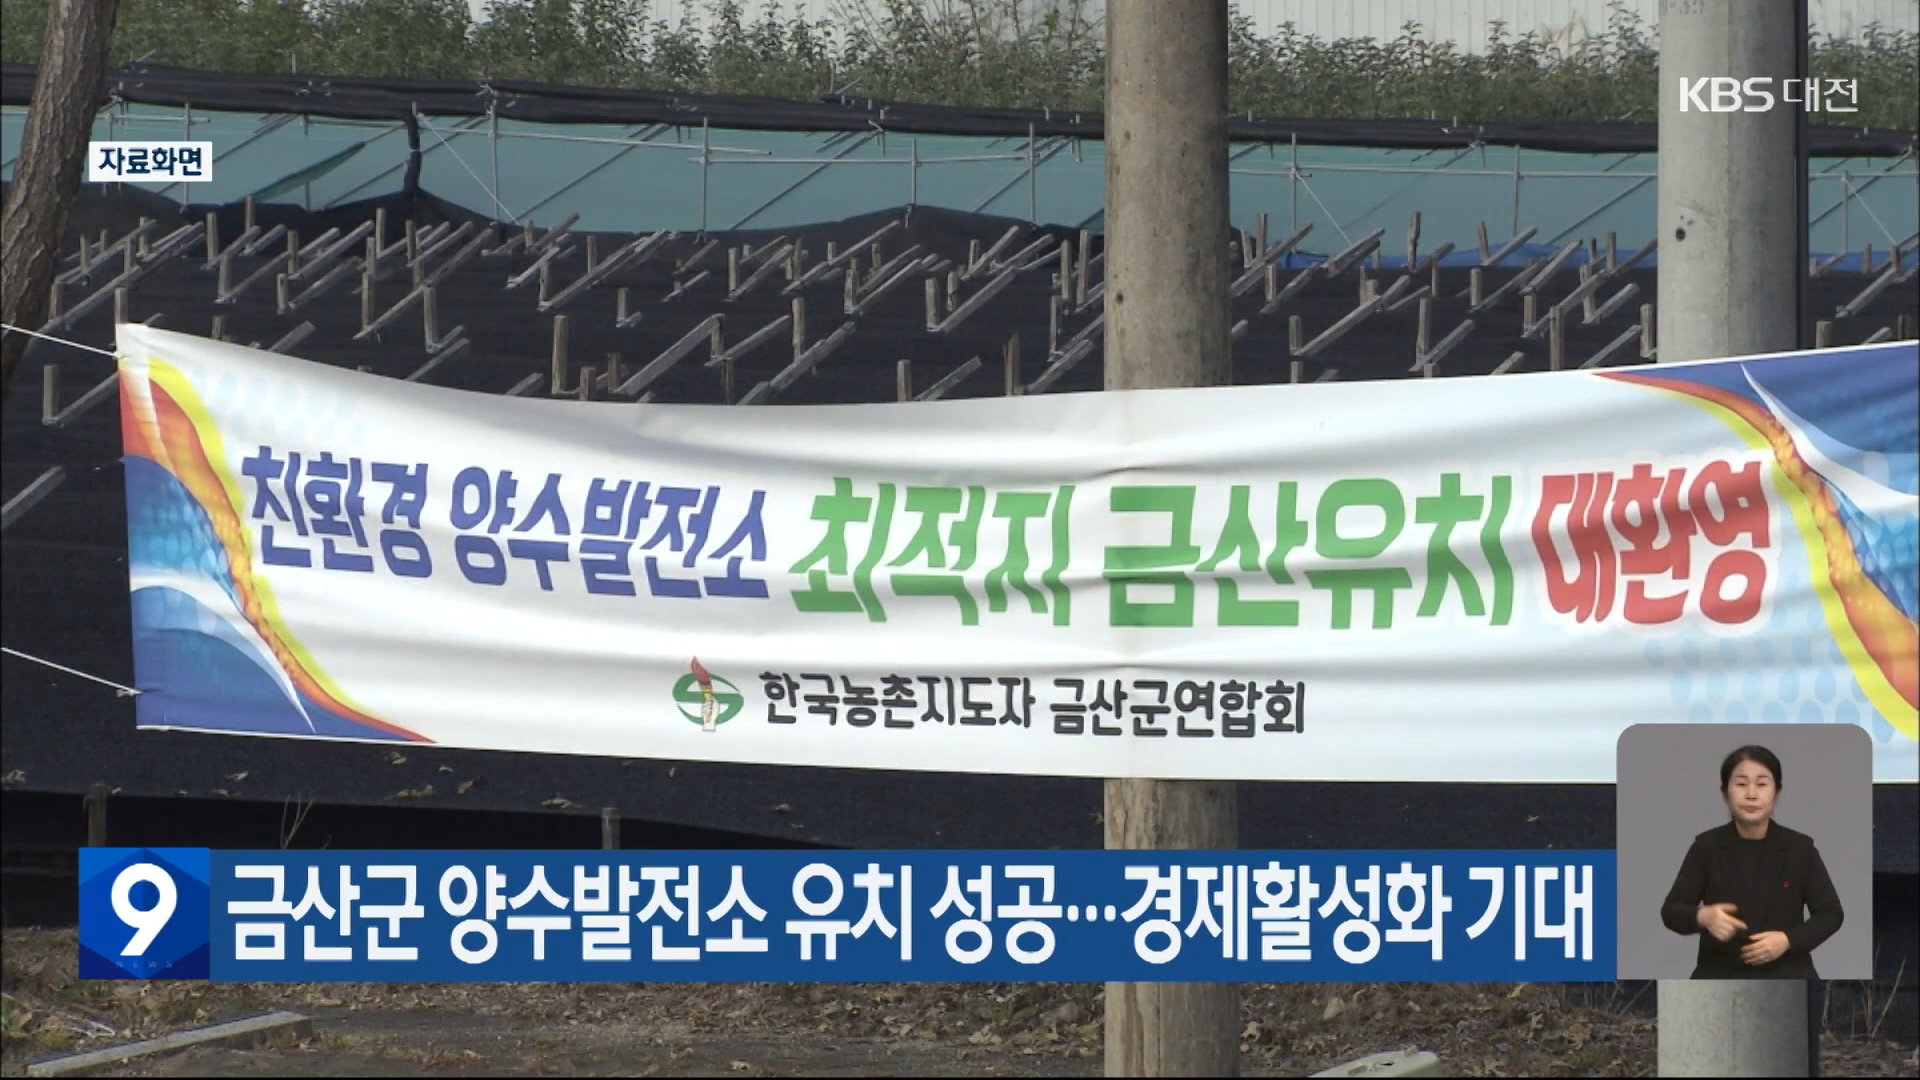 KBS 대전
자료화면
친환경 양수발전소 최적지 금산유치 대환영
한국농촌지도자 금산군연합회
9 금산군 양수발전소 유치 성공…경제활성화 기대
NEWS